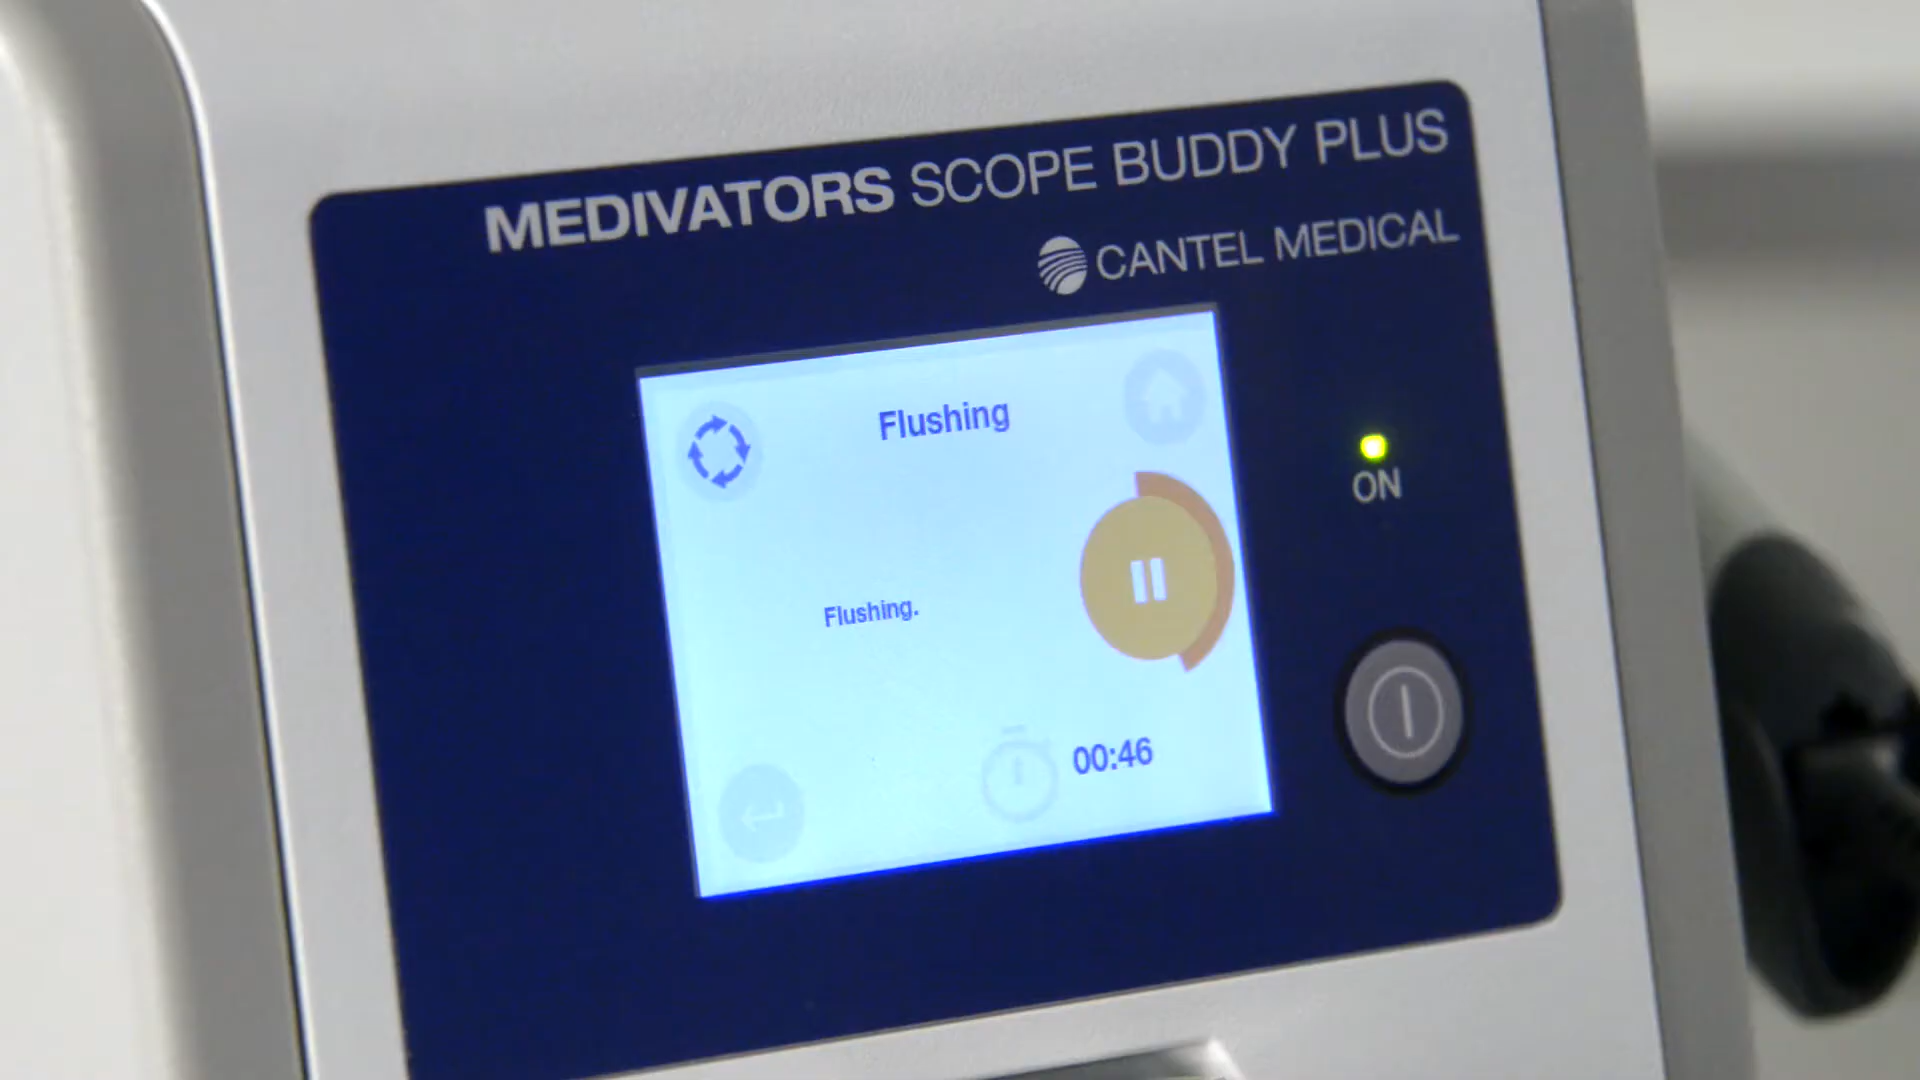 MEDIVATORS SCOPE BUDDY PLUS
CANTEL MEDICAL
Flushing
ON
Flushing.
00:46